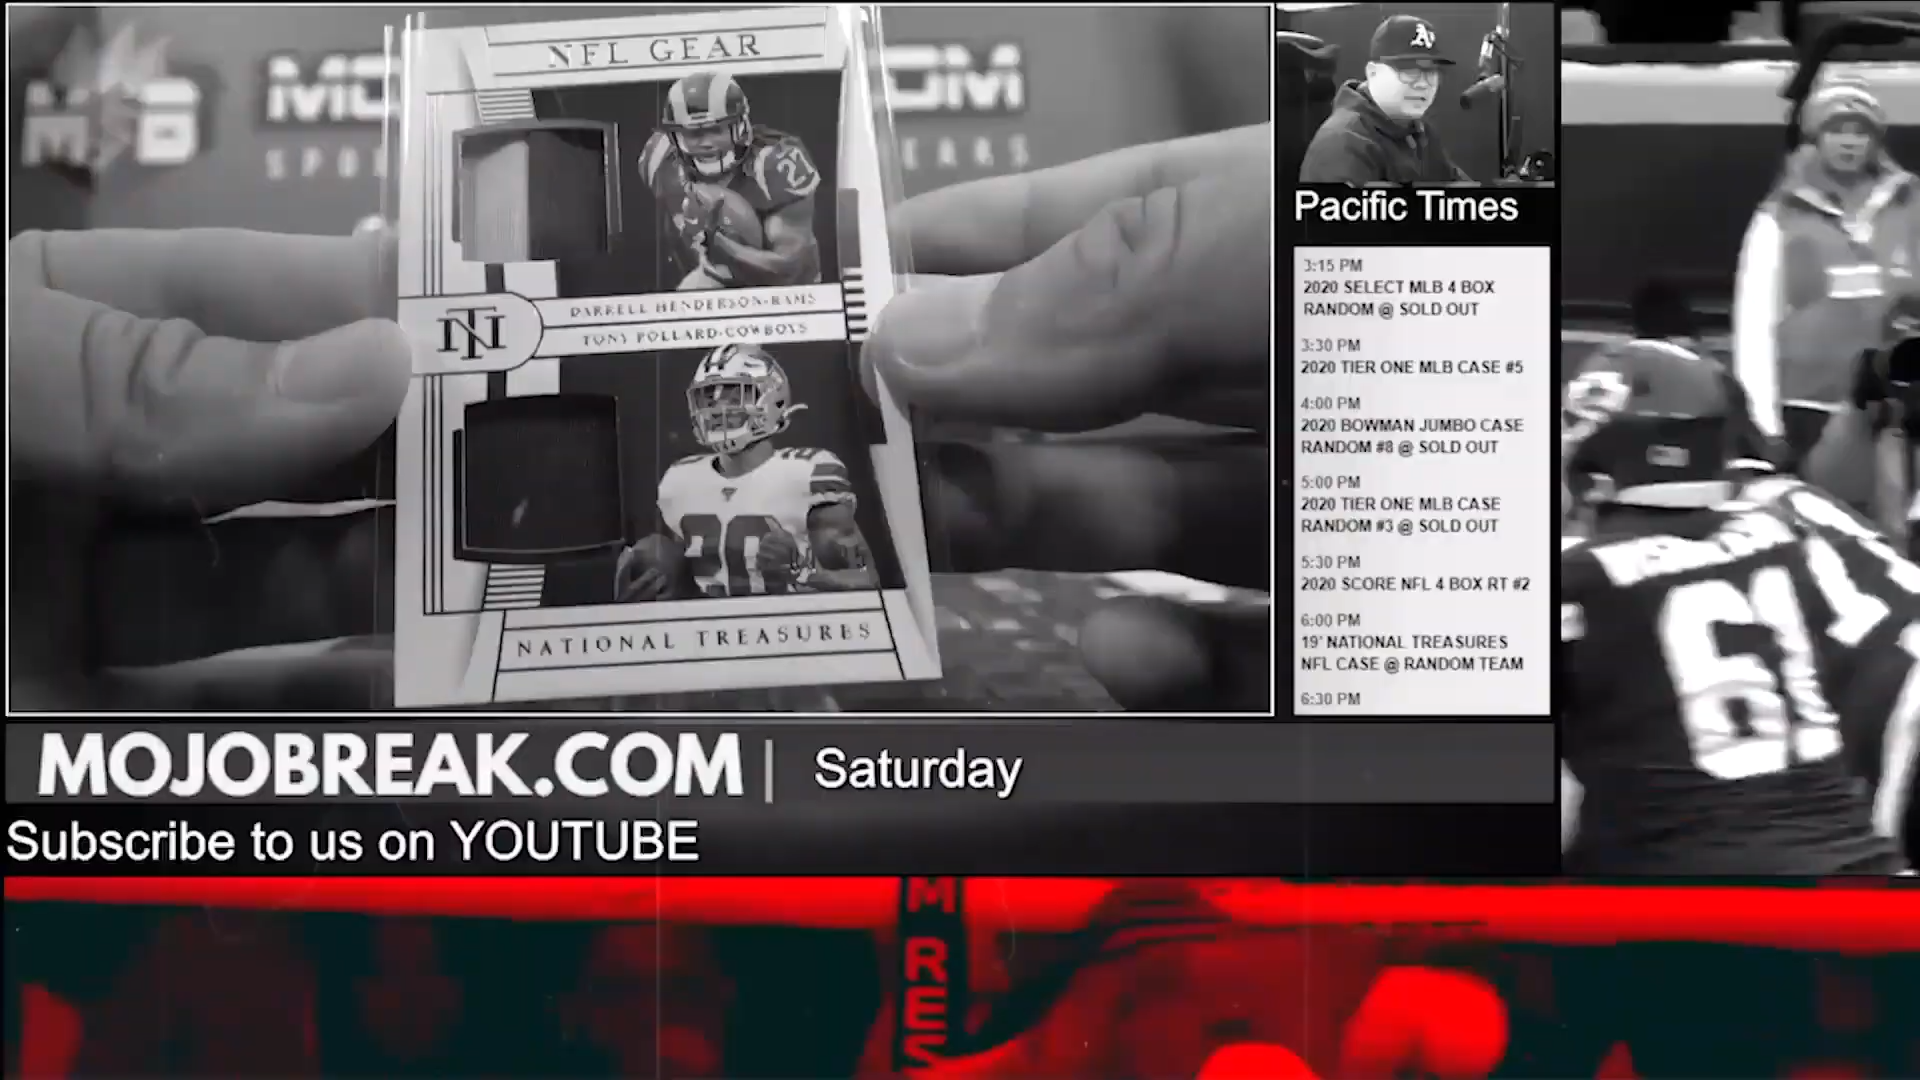 NFL GEAR
27
DARRELL HENDERSON-RAMS
TONY POLLARD-COWBOYS
NT
20
NATIONAL TREASURES
A's
Pacific Times
3:15 PM
2020 SELECT MLB 4 BOX
RANDOM @ SOLD OUT
3:30 PM
2020 TIER ONE MLB CASE #5
4:00 PM
2020 BOWMAN JUMBO CASE
RANDOM #8 @ SOLD OUT
5:00 PM
2020 TIER ONE MLB CASE
RANDOM #3 @ SOLD OUT
5:30 PM
2020 SCORE NFL 4 BOX RT #2
6:00 PM
19' NATIONAL TREASURES
NFL CASE @ RANDOM TEAM
6:30 PM
61
MOJOBREAK.COM | Saturday
Subscribe to us on YOUTUBE